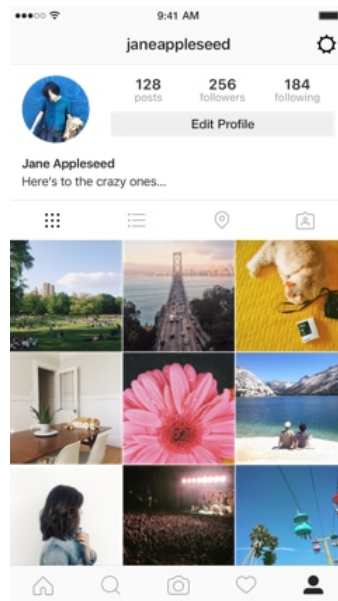 9:41 AM
janeappleseed
128 256 184
posts followers following
Edit Profile
Jane Appleseed
Here's to the crazy ones...